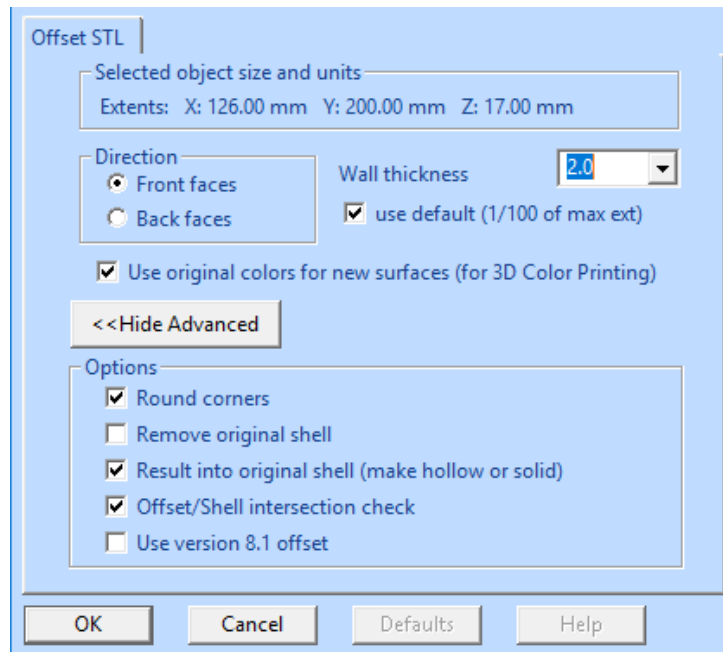 Offset STL
Selected object size and units
Extents: X: 126.00 mm Y: 200.00 mm Z: 17.00 mm
Direction
Front faces
Back faces
Wall thickness 2.0
use default (1/100 of max ext)
Use original colors for new surfaces (for 3D Color Printing)
<<Hide Advanced
Options
Round corners
Remove original shell
Result into original shell (make hollow or solid)
Offset/Shell intersection check
Use version 8.1 offset
OK Cancel Defaults Help